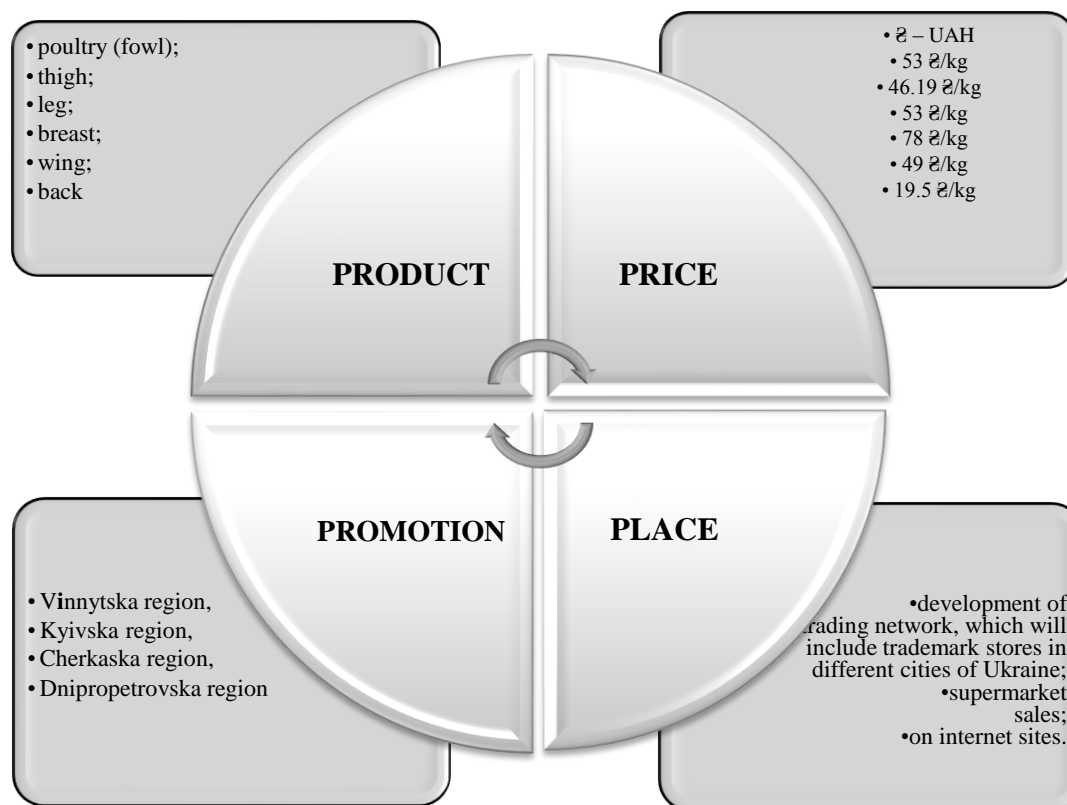 • poultry (fowl);
• thigh;
• leg;
• breast;
• wing;
• back
• ₴ – UAH
• 53 ₴/kg
• 46.19 ₴/kg
• 53 ₴/kg
• 78 ₴/kg
• 49 ₴/kg
• 19.5 ₴/kg
PRODUCT
PRICE
PROMOTION
PLACE
• Vinnytska region,
• Kyivska region,
• Cherkaska region,
• Dnipropetrovska region
•development of
trading network, which will
include trademark stores in
different cities of Ukraine;
•supermarket
sales;
•on internet sites.